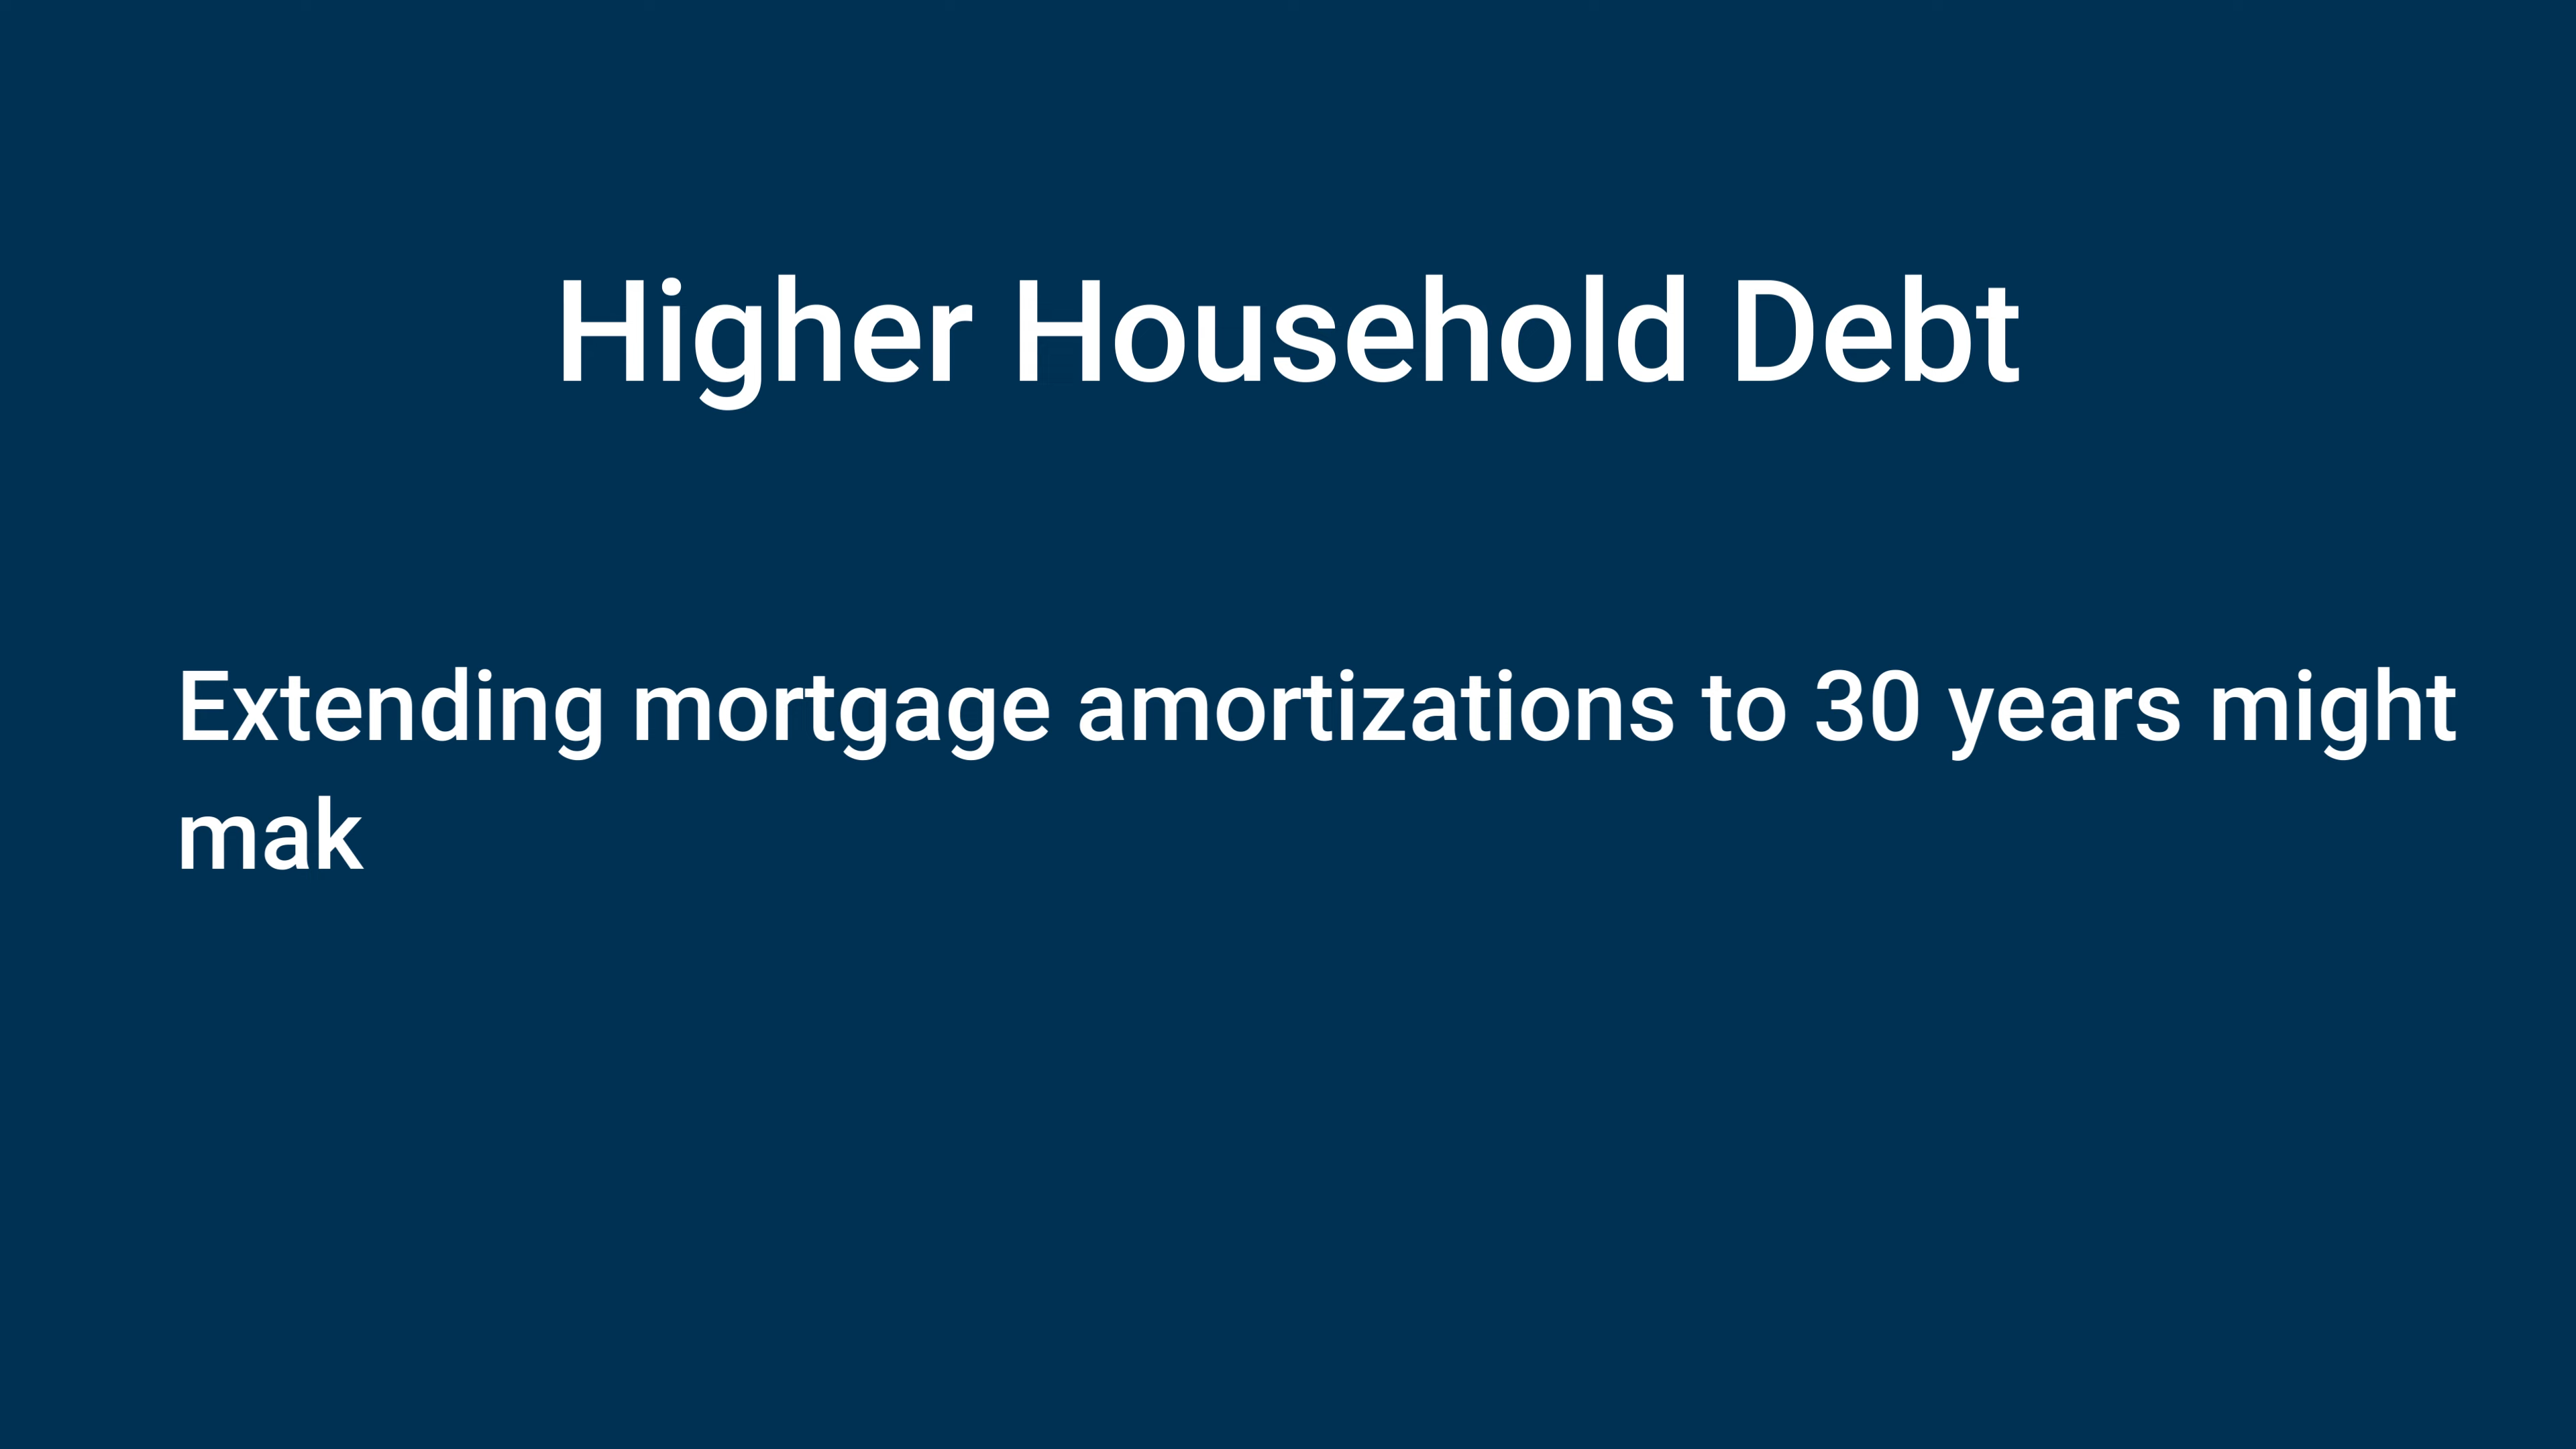 Higher Household Debt
Extending mortgage amortizations to 30 years might
mak